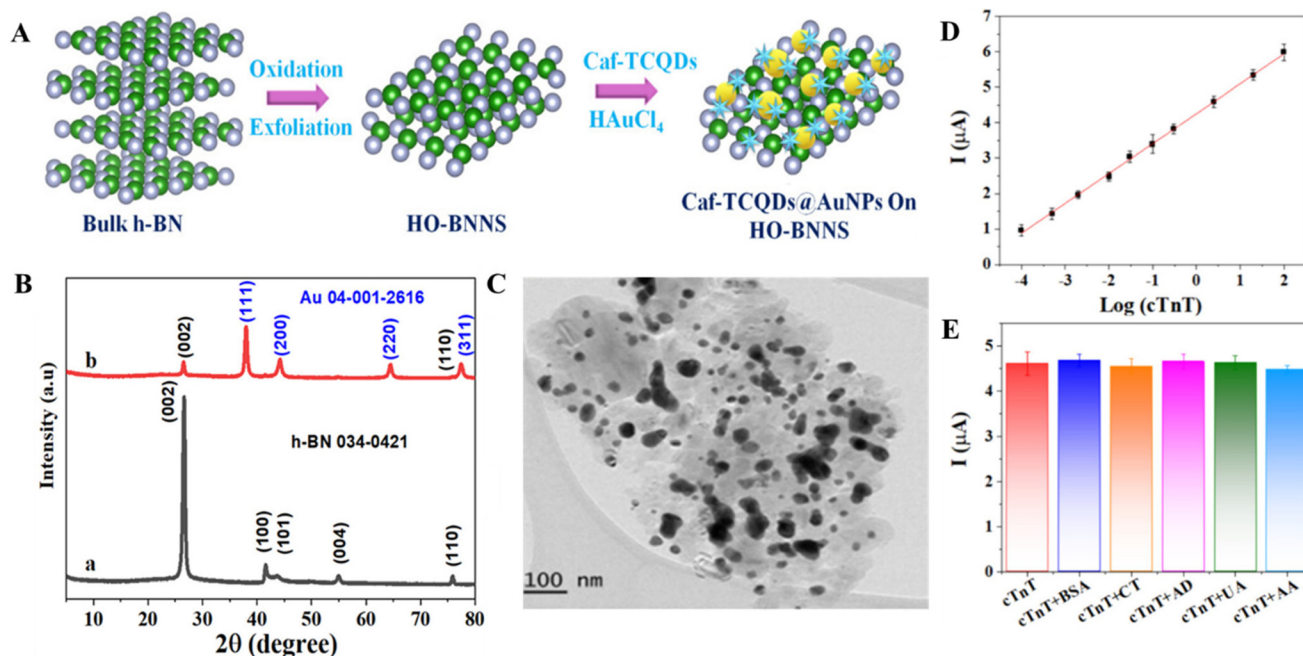 A
Oxidation
Exfoliation
Caf-TCQDs
HAuCl4
Bulk h-BN
HO-BNNS
Caf-TCQDs@AuNPs On
HO-BNNS
B
Intensity (a.u)
Au 04-001-2616
b
(002)
(111)
(200)
(220)
(110)
(311)
h-BN 034-0421
a
(002)
(100)
(101)
(004)
(110)
10 20 30 40 50 60 70 80
2θ (degree)
C
100 nm
D
I (μA)
7
6
5
4
3
2
1
0
-4 -3 -2 -1 0 1 2
Log (cTnT)
E
I (μA)
5
4
3
2
1
0
cTnT
cTnT+BSA
cTnT+CT
cTnT+AD
cTnT+UA
cTnT+AA